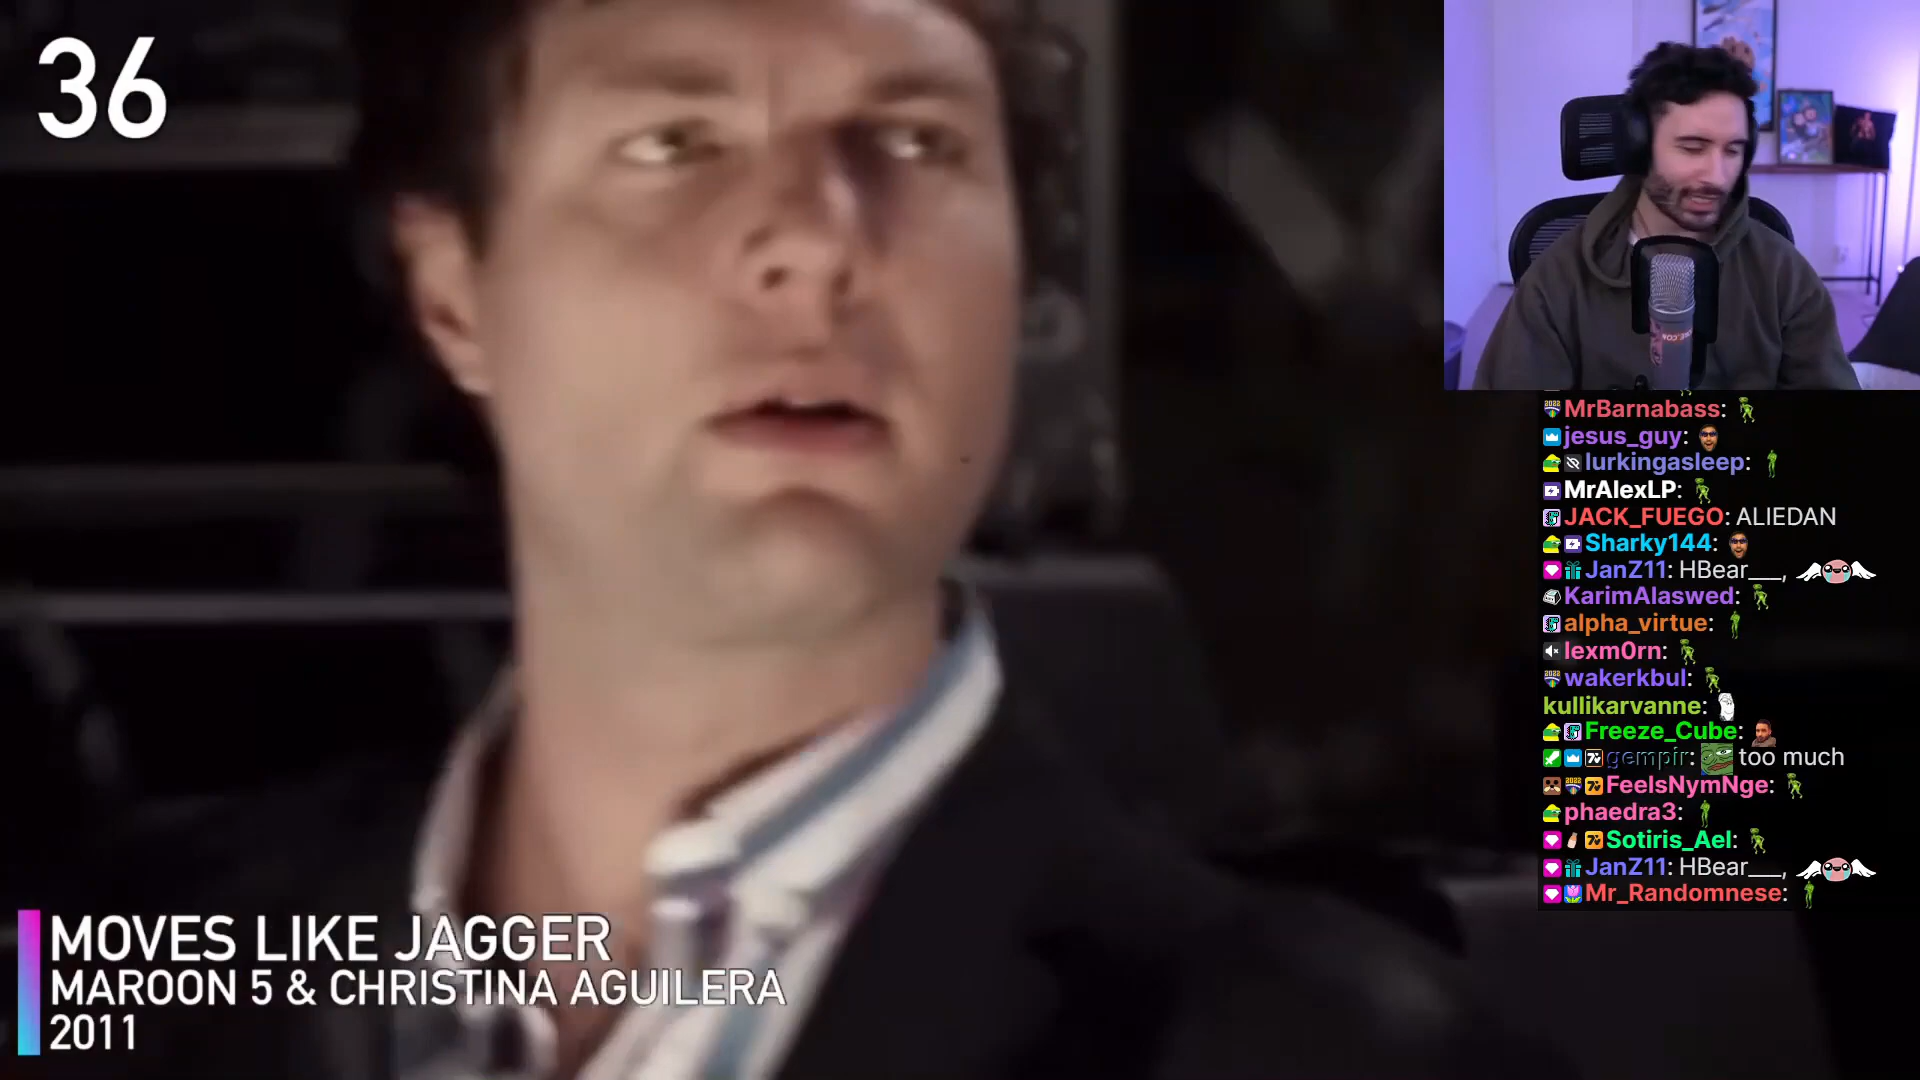 36
MrBarnabass:
jesus_guy:
lurkingasleep:
MrAlexLP:
JACK_FUEGO: ALIEDAN
Sharky144:
JanZ11: HBear___,
KarimAlaswed:
alpha_virtue:
lexm0rn:
wakerkbul:
kullikarvanne:
Freeze_Cube:
gempir: too much
FeelsNymNge:
phaedra3:
Sotiris_Ael:
JanZ11: HBear___,
Mr_Randomnese:
MOVES LIKE JAGGER
MAROON 5 & CHRISTINA AGUILERA
2011